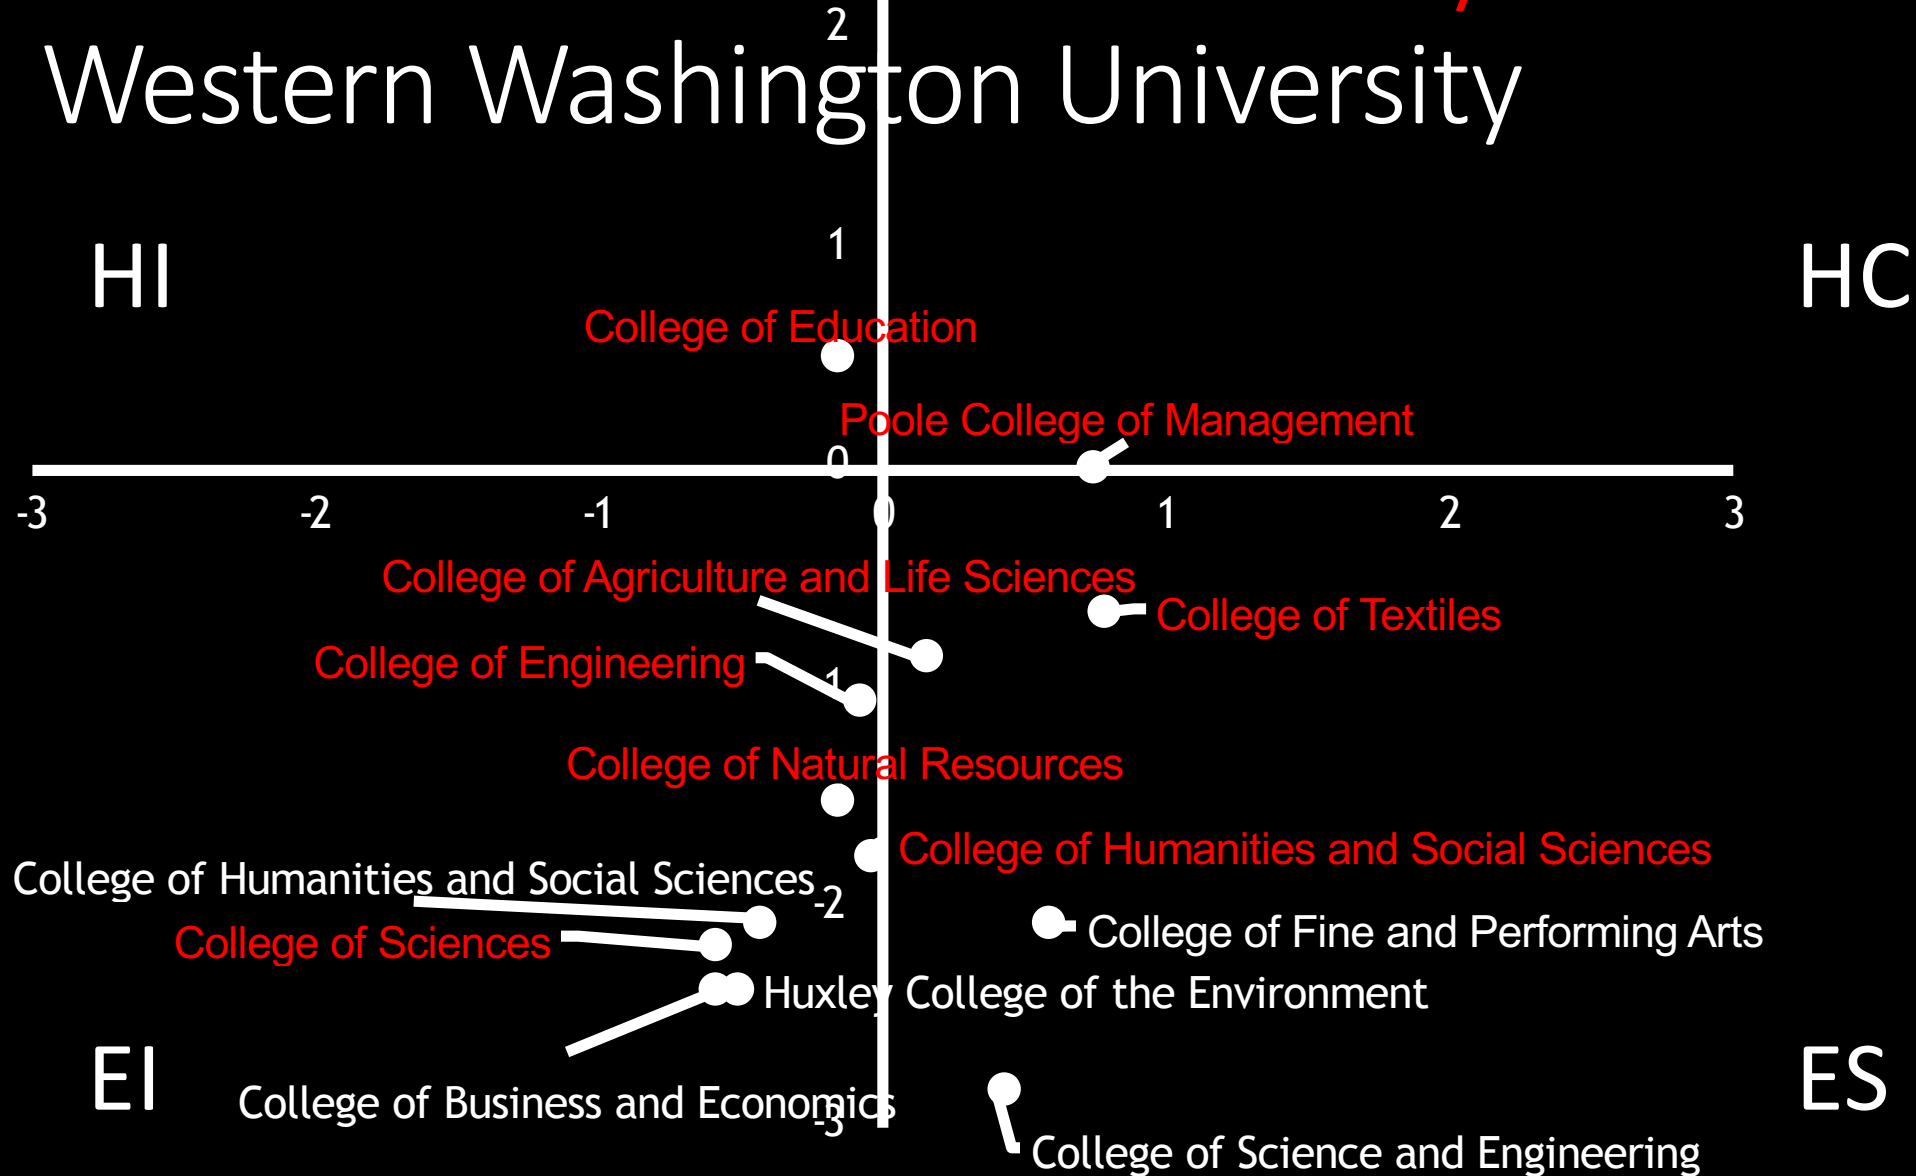 2
Western Washington University
1
HI
HC
College of Education
Poole College of Management
0
-3
-2
-1
0
1
2
3
College of Agriculture and Life Sciences
College of Textiles
College of Engineering
College of Natural Resources
College of Humanities and Social Sciences
College of Humanities and Social Sciences
-2
College of Fine and Performing Arts
College of Sciences
Huxley College of the Environment
EI
ES
College of Business and Economics
-3
College of Science and Engineering